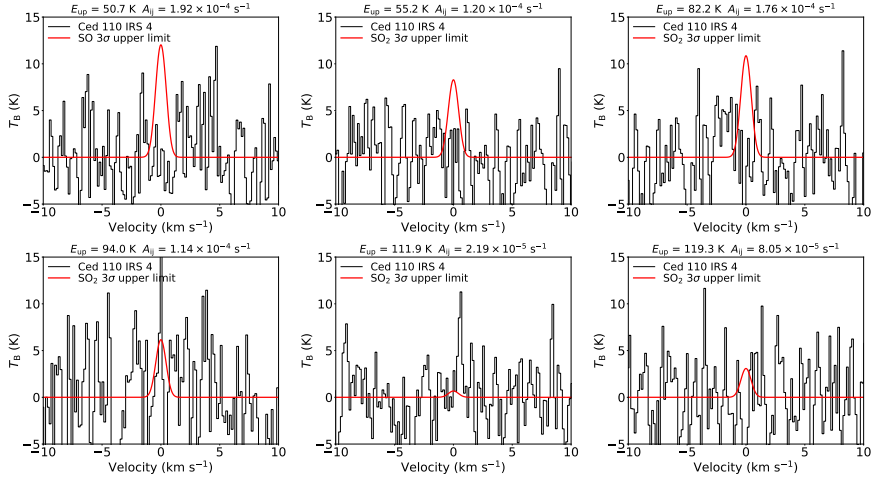 E_up = 50.7 K A_ij = 1.92 × 10⁻⁴ s⁻¹
E_up = 55.2 K A_ij = 1.20 × 10⁻⁴ s⁻¹
E_up = 82.2 K A_ij = 1.76 × 10⁻⁴ s⁻¹
Ced 110 IRS 4
SO 3σ upper limit
Ced 110 IRS 4
SO₂ 3σ upper limit
Ced 110 IRS 4
SO₂ 3σ upper limit
15
10
5
0
−5
T_B (K)
−10 −5 0 5 10
Velocity (km s⁻¹)
15
10
5
0
−5
T_B (K)
−10 −5 0 5 10
Velocity (km s⁻¹)
15
10
5
0
−5
T_B (K)
−10 −5 0 5 10
Velocity (km s⁻¹)
E_up = 94.0 K A_ij = 1.14 × 10⁻⁴ s⁻¹
E_up = 111.9 K A_ij = 2.19 × 10⁻⁵ s⁻¹
E_up = 119.3 K A_ij = 8.05 × 10⁻⁵ s⁻¹
Ced 110 IRS 4
SO₂ 3σ upper limit
Ced 110 IRS 4
SO₂ 3σ upper limit
Ced 110 IRS 4
SO₂ 3σ upper limit
15
10
5
0
−5
T_B (K)
−10 −5 0 5 10
Velocity (km s⁻¹)
15
10
5
0
−5
T_B (K)
−10 −5 0 5 10
Velocity (km s⁻¹)
15
10
5
0
−5
T_B (K)
−10 −5 0 5 10
Velocity (km s⁻¹)